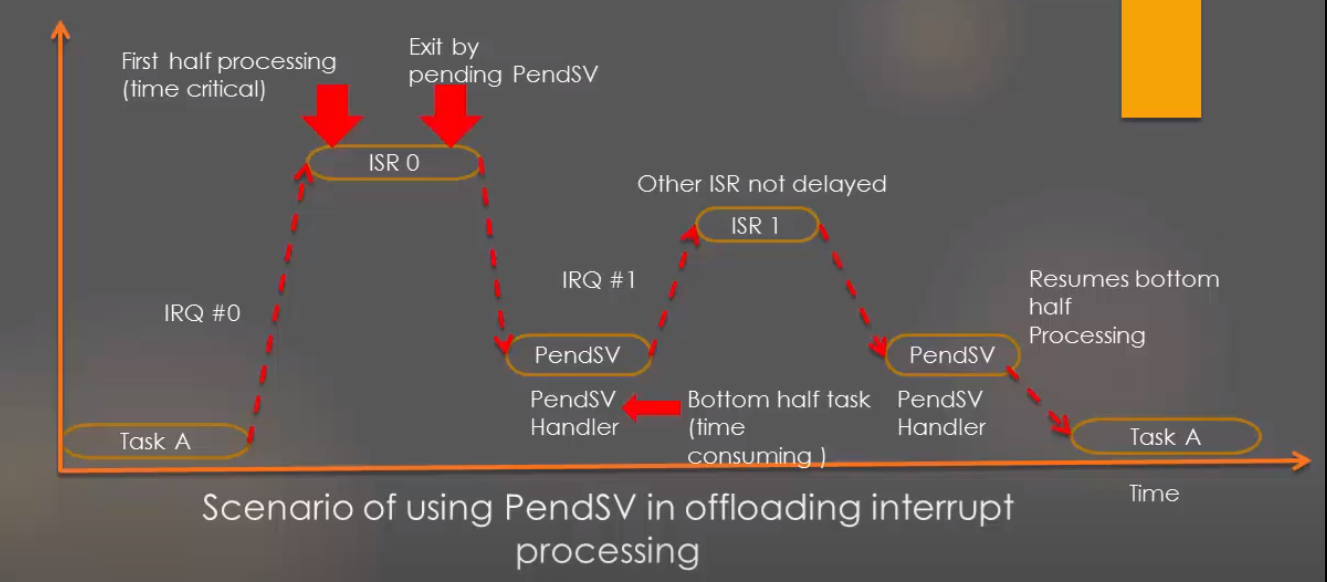 First half processing
(time critical)
Exit by
pending PendSV
ISR 0
Other ISR not delayed
ISR 1
IRQ #0
IRQ #1
Resumes bottom
half
Processing
PendSV
PendSV
PendSV
Handler
Bottom half task
(time
consuming )
PendSV
Handler
Task A
Task A
Time
Scenario of using PendSV in offloading interrupt
processing